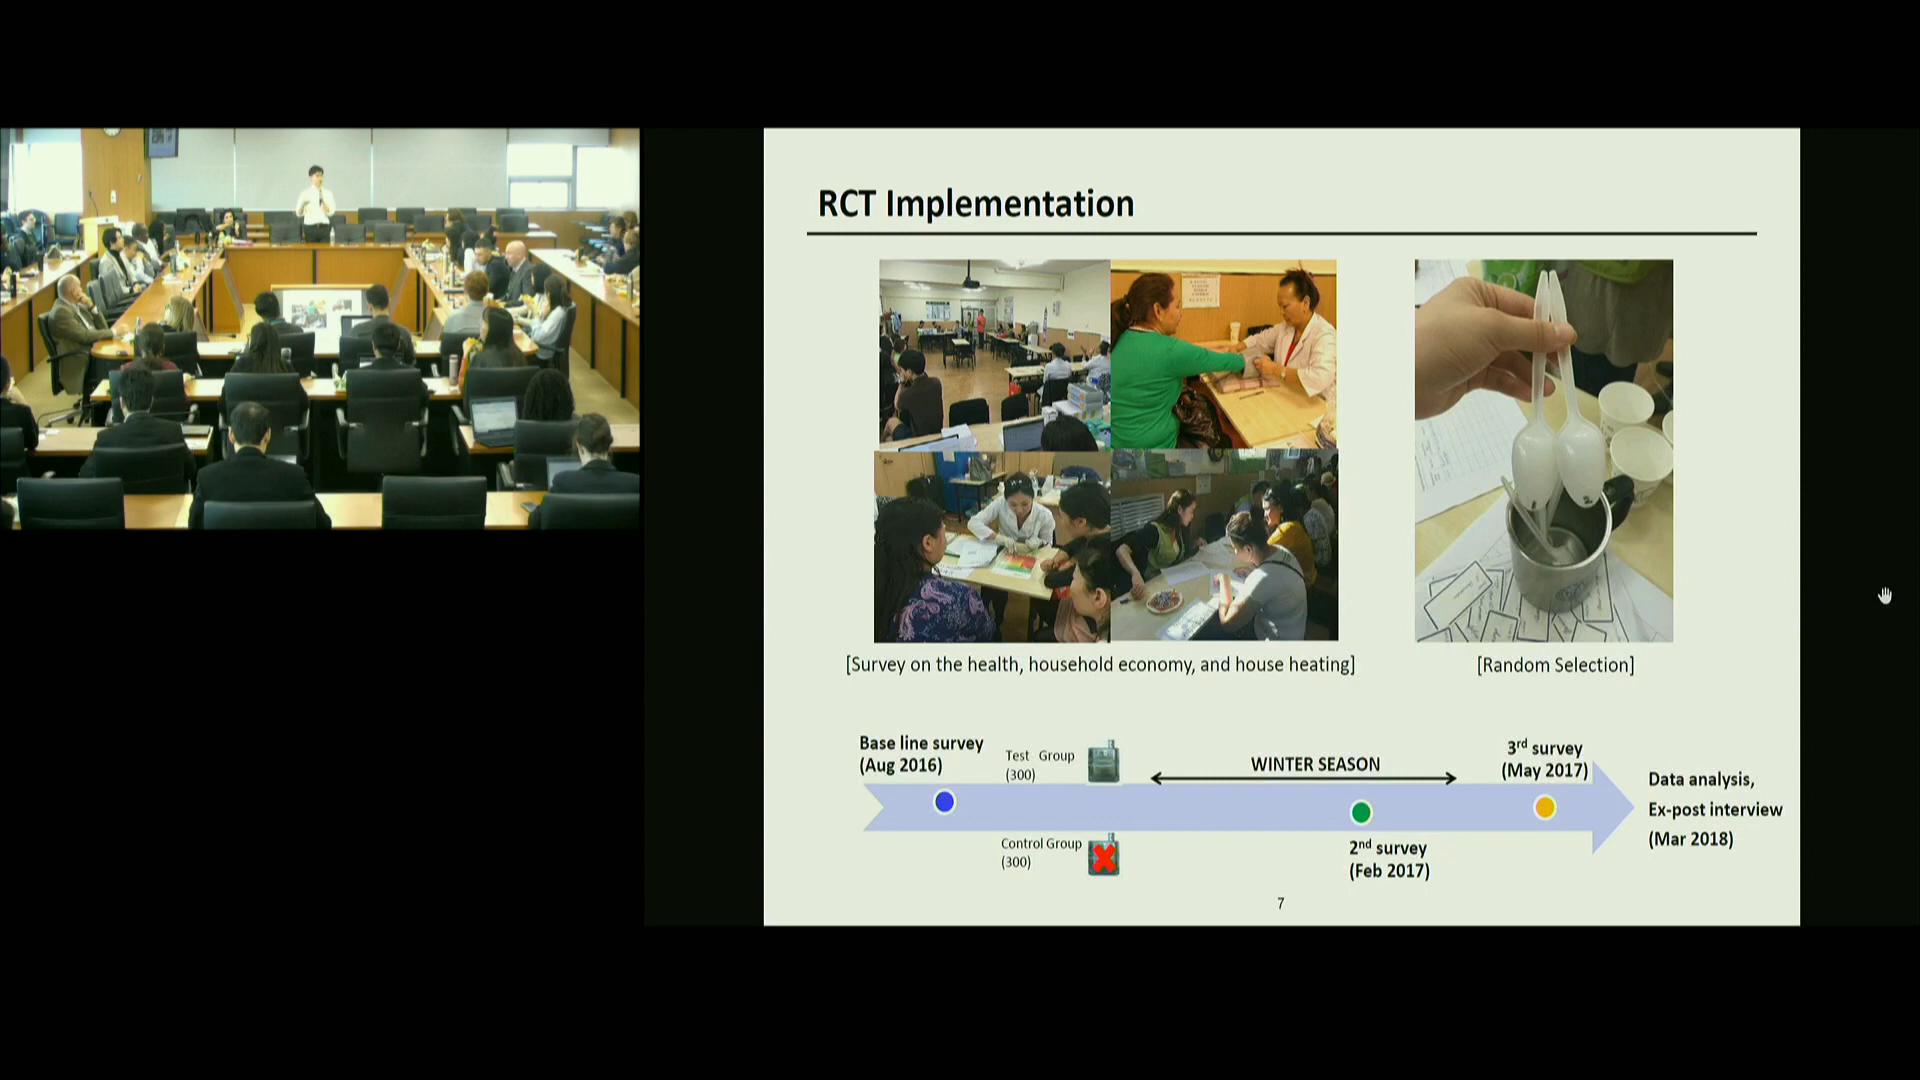 RCT Implementation
[Survey on the health, household economy, and house heating]
[Random Selection]
Base line survey
(Aug 2016)
Test Group
(300)
WINTER SEASON
3rd survey
(May 2017)
Data analysis,
Ex-post interview
(Mar 2018)
Control Group
(300)
2nd survey
(Feb 2017)
7